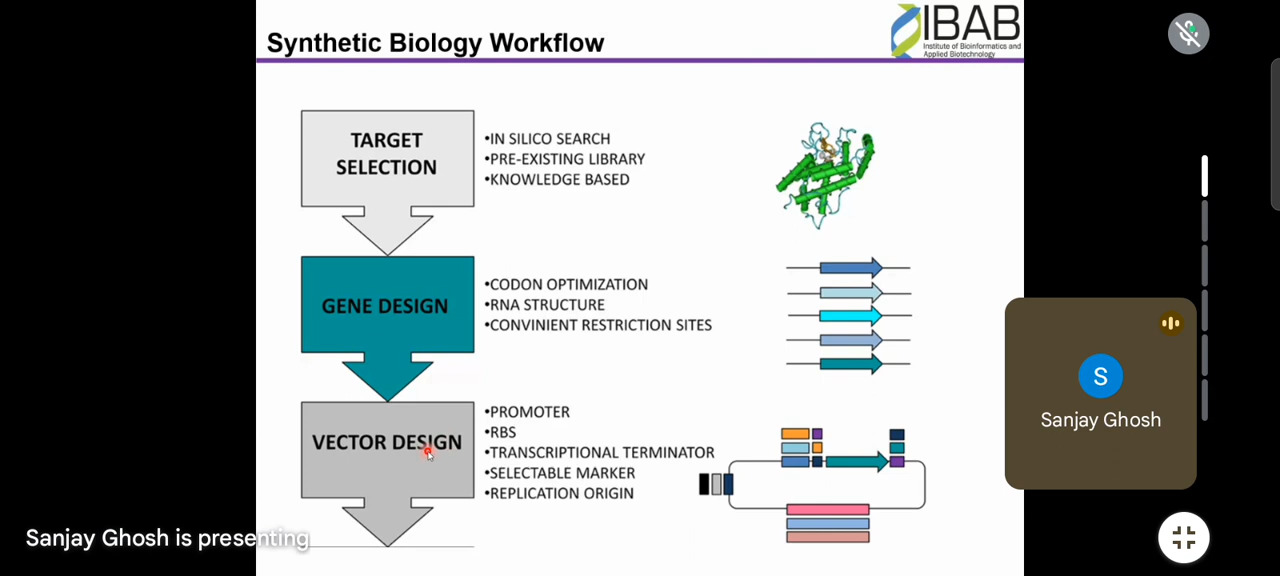 Synthetic Biology Workflow
IBAB
Institute of Bioinformatics and
Applied Biotechnology
TARGET
SELECTION
•IN SILICO SEARCH
•PRE-EXISTING LIBRARY
•KNOWLEDGE BASED
GENE DESIGN
•CODON OPTIMIZATION
•RNA STRUCTURE
•CONVINIENT RESTRICTION SITES
VECTOR DESIGN
•PROMOTER
•RBS
•TRANSCRIPTIONAL TERMINATOR
•SELECTABLE MARKER
•REPLICATION ORIGIN
S
Sanjay Ghosh
Sanjay Ghosh is presenting